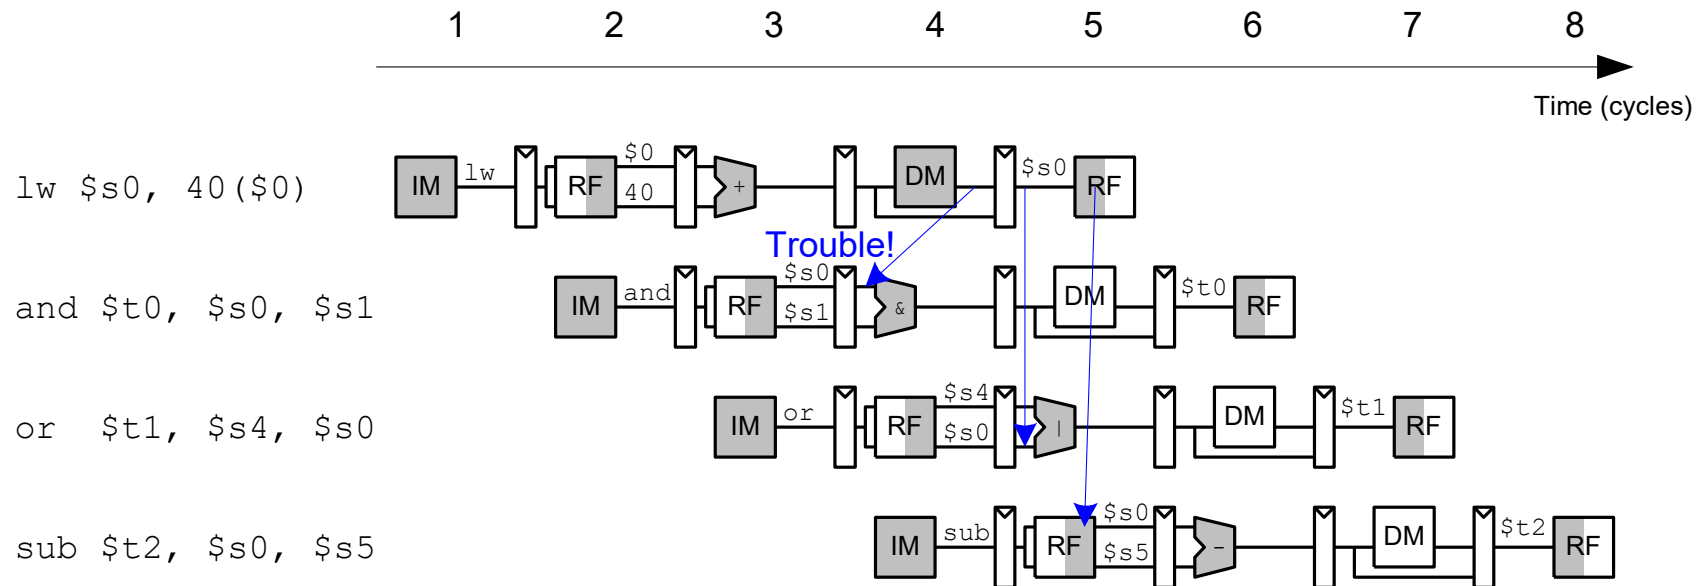 1 2 3 4 5 6 7 8
Time (cycles)
lw $s0, 40($0) IM lw RF $0 40 + DM $s0 RF
Trouble!
and $t0, $s0, $s1 IM and RF $s0 $s1 & DM $t0 RF
or $t1, $s4, $s0 IM or RF $s4 $s0 | DM $t1 RF
sub $t2, $s0, $s5 IM sub RF $s0 $s5 - DM $t2 RF